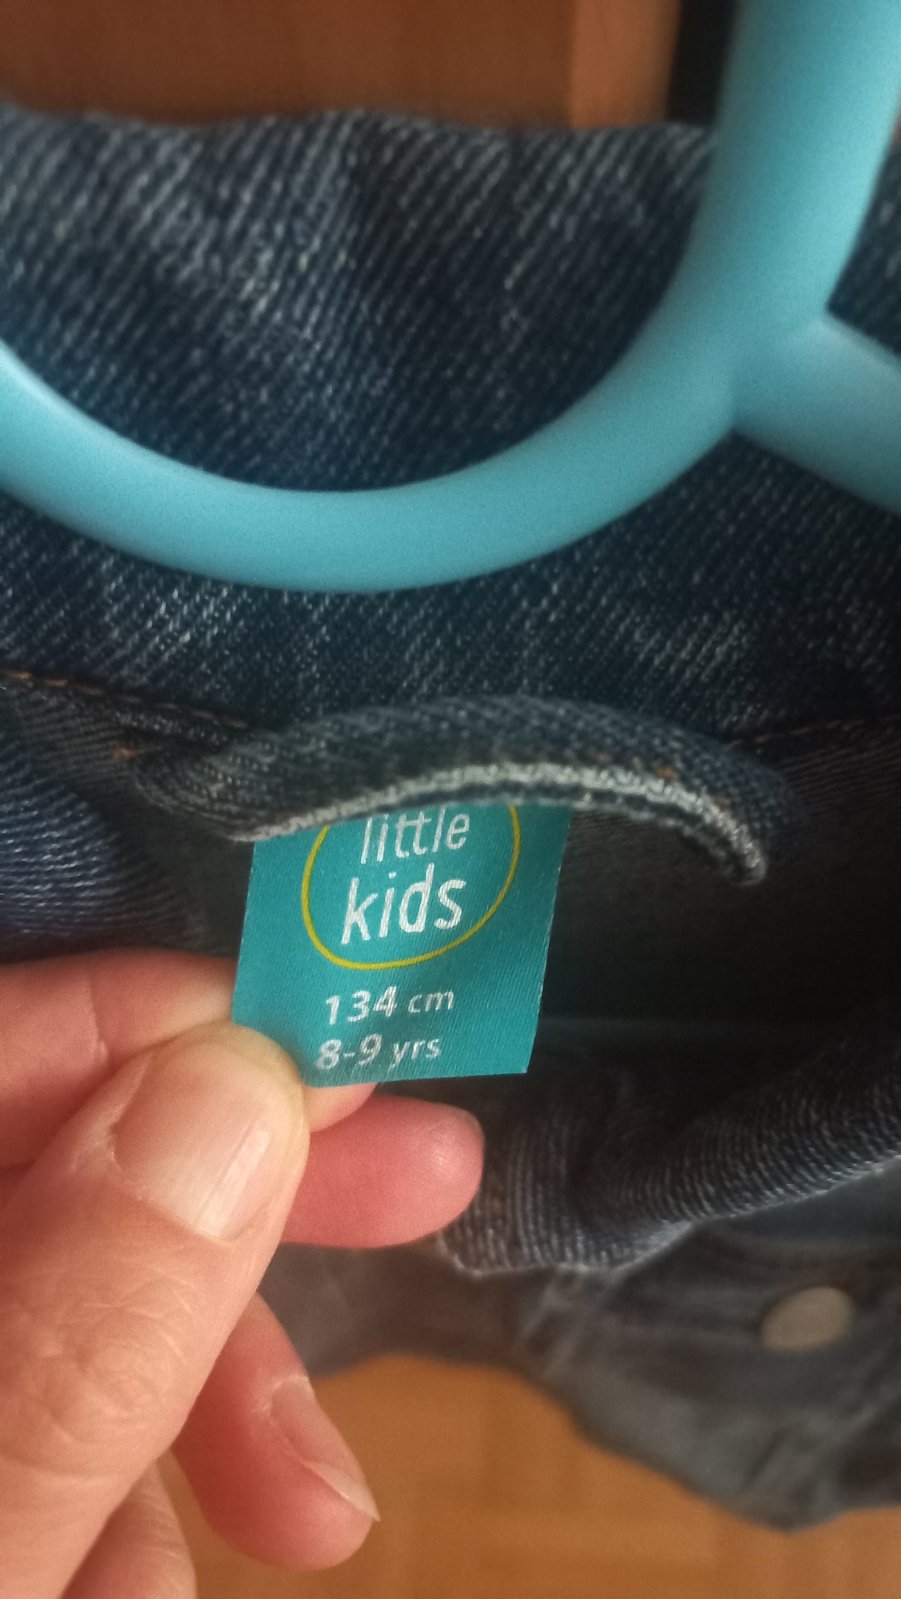 little
kids
134 cm
8-9 yrs